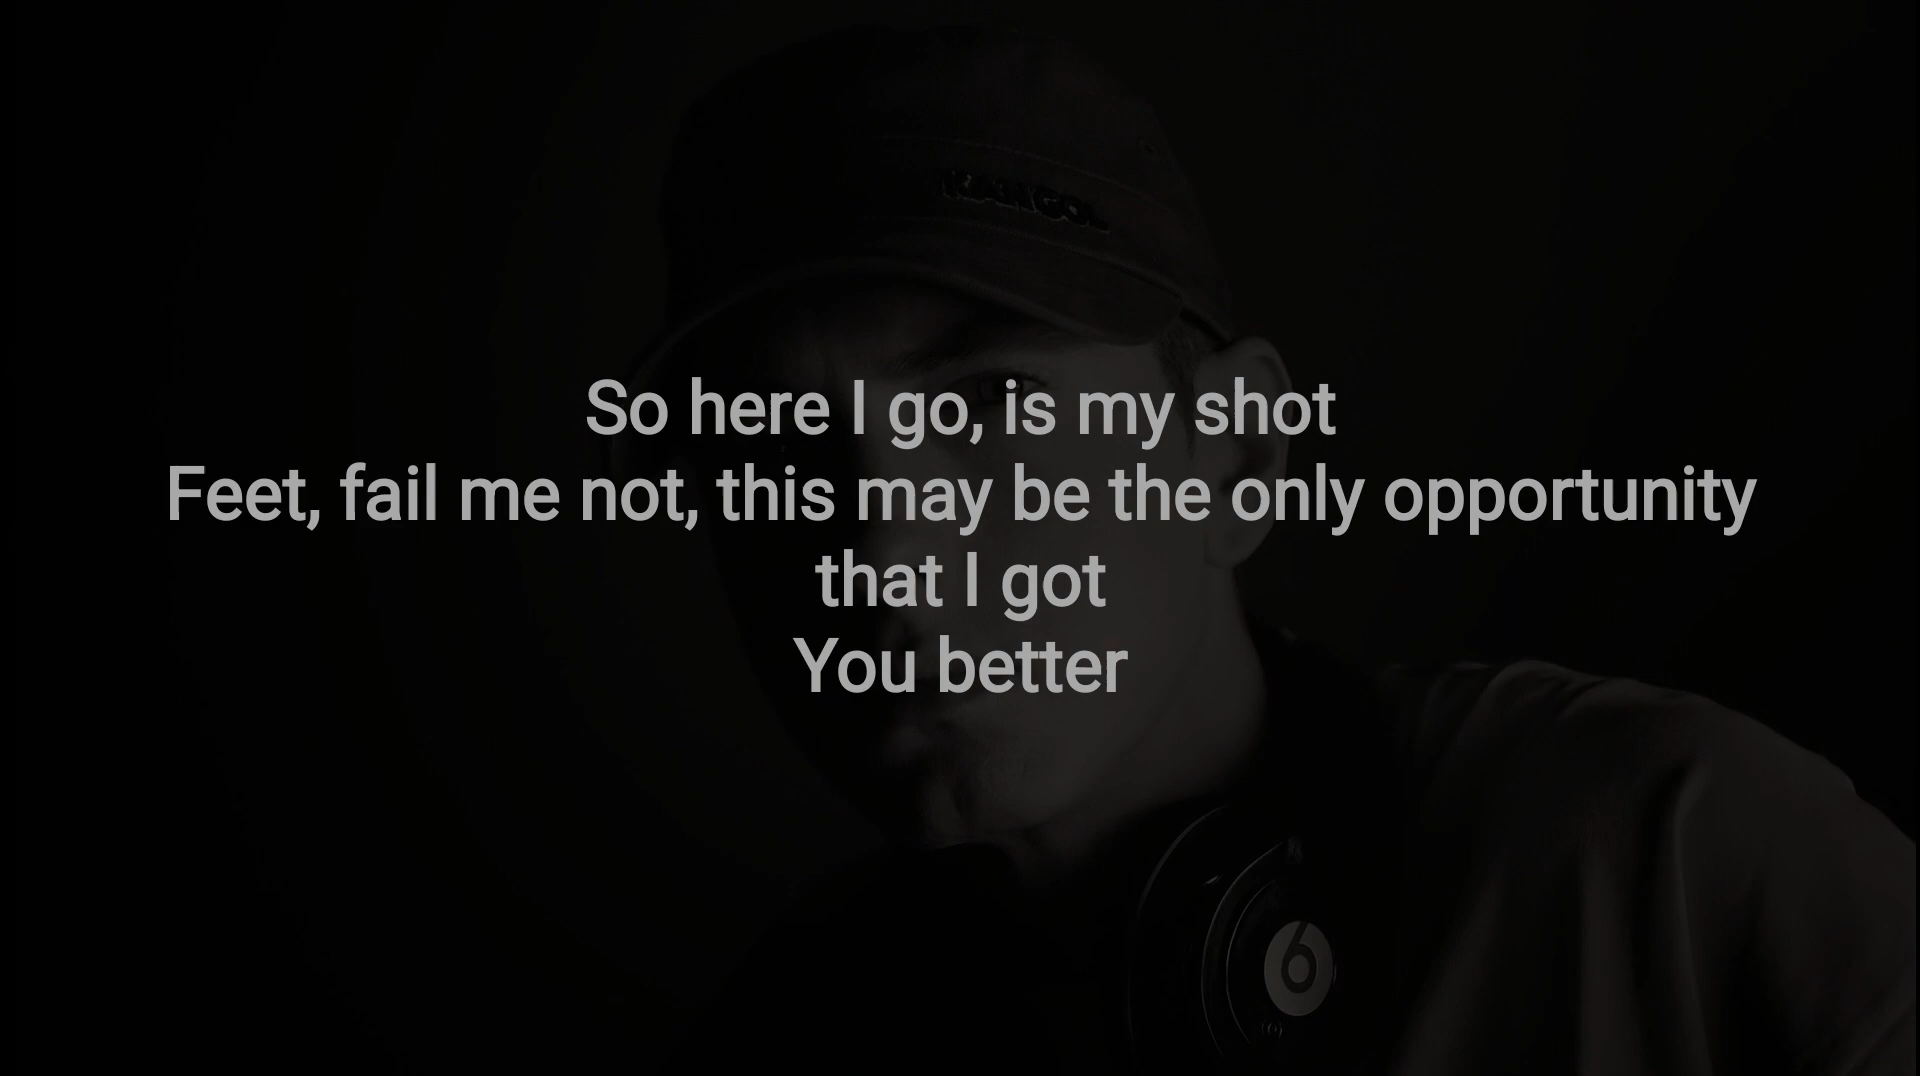 KANGOL
So here I go, is my shot
Feet, fail me not, this may be the only opportunity
that I got
You better